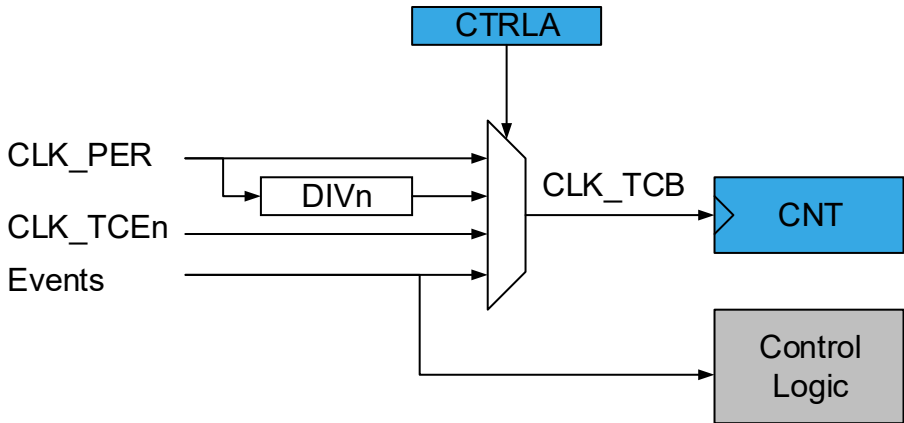 CTRLA
CLK_PER
DIVn
CLK_TCB
CNT
CLK_TCEn
Events
Control
Logic